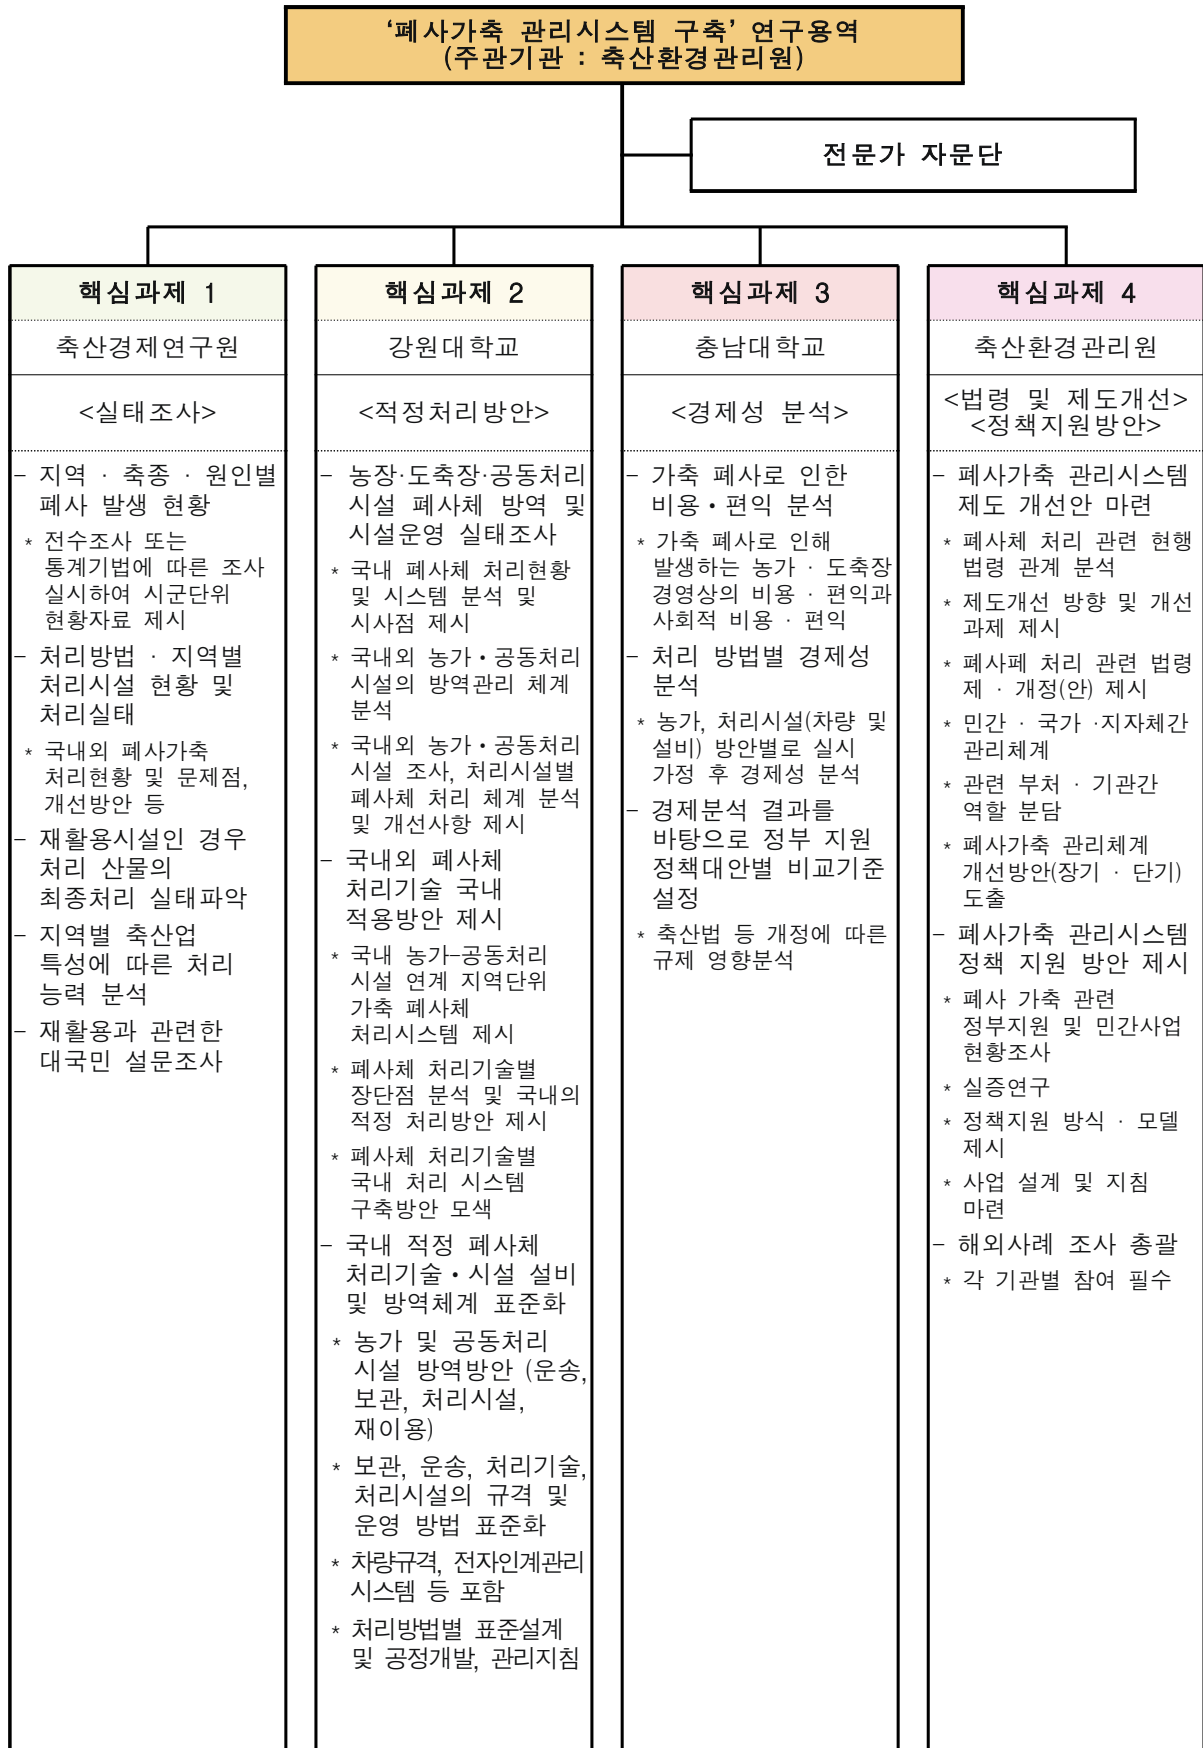 ‘폐사가축 관리시스템 구축’ 연구용역
(주관기관 : 축산환경관리원)
전문가 자문단
핵심과제 1
축산경제연구원
<실태조사>
- 지역 · 축종 · 원인별
폐사 발생 현황
* 전수조사 또는
통계기법에 따른 조사
실시하여 시군단위
현황자료 제시
- 처리방법 · 지역별
처리시설 현황 및
처리실태
* 국내외 폐사가축
처리현황 및 문제점,
개선방안 등
- 재활용시설인 경우
처리 산물의
최종처리 실태파악
- 지역별 축산업
특성에 따른 처리
능력 분석
- 재활용과 관련한
대국민 설문조사
핵심과제 2
강원대학교
<적정처리방안>
- 농장·도축장·공동처리
시설 폐사체 방역 및
시설운영 실태조사
* 국내 폐사체 처리현황
및 시스템 분석 및
시사점 제시
* 국내외 농가·공동처리
시설의 방역관리 체계
분석
* 국내외 농가·공동처리
시설 조사, 처리시설별
폐사체 처리 체계 분석
및 개선사항 제시
- 국내외 폐사체
처리기술 국내
적용방안 제시
* 국내 농가-공동처리
시설 연계 지역단위
가축 폐사체
처리시스템 제시
* 폐사체 처리기술별
장단점 분석 및 국내의
적정 처리방안 제시
* 폐사체 처리기술별
국내 처리 시스템
구축방안 모색
- 국내 적정 폐사체
처리기술·시설 설비
및 방역체계 표준화
* 농가 및 공동처리
시설 방역방안 (운송,
보관, 처리시설,
재이용)
* 보관, 운송, 처리기술,
처리시설의 규격 및
운영 방법 표준화
* 차량규격, 전자인계관리
시스템 등 포함
* 처리방법별 표준설계
및 공정개발, 관리지침
핵심과제 3
충남대학교
<경제성 분석>
- 가축 폐사로 인한
비용·편익 분석
* 가축 폐사로 인해
발생하는 농가 · 도축장
경영상의 비용 · 편익과
사회적 비용 · 편익
- 처리 방법별 경제성
분석
* 농가, 처리시설(차량 및
설비) 방안별로 실시
가정 후 경제성 분석
- 경제분석 결과를
바탕으로 정부 지원
정책대안별 비교기준
설정
* 축산법 등 개정에 따른
규제 영향분석
핵심과제 4
축산환경관리원
<법령 및 제도개선>
<정책지원방안>
- 폐사가축 관리시스템
제도 개선안 마련
* 폐사체 처리 관련 현행
법령 관계 분석
* 제도개선 방향 및 개선
과제 제시
* 폐사페 처리 관련 법령
제 · 개정(안) 제시
* 민간 · 국가 ·지자체간
관리체계
* 관련 부처 · 기관간
역할 분담
* 폐사가축 관리체계
개선방안(장기 · 단기)
도출
- 폐사가축 관리시스템
정책 지원 방안 제시
* 폐사 가축 관련
정부지원 및 민간사업
현황조사
* 실증연구
* 정책지원 방식 · 모델
제시
* 사업 설계 및 지침
마련
- 해외사례 조사 총괄
* 각 기관별 참여 필수